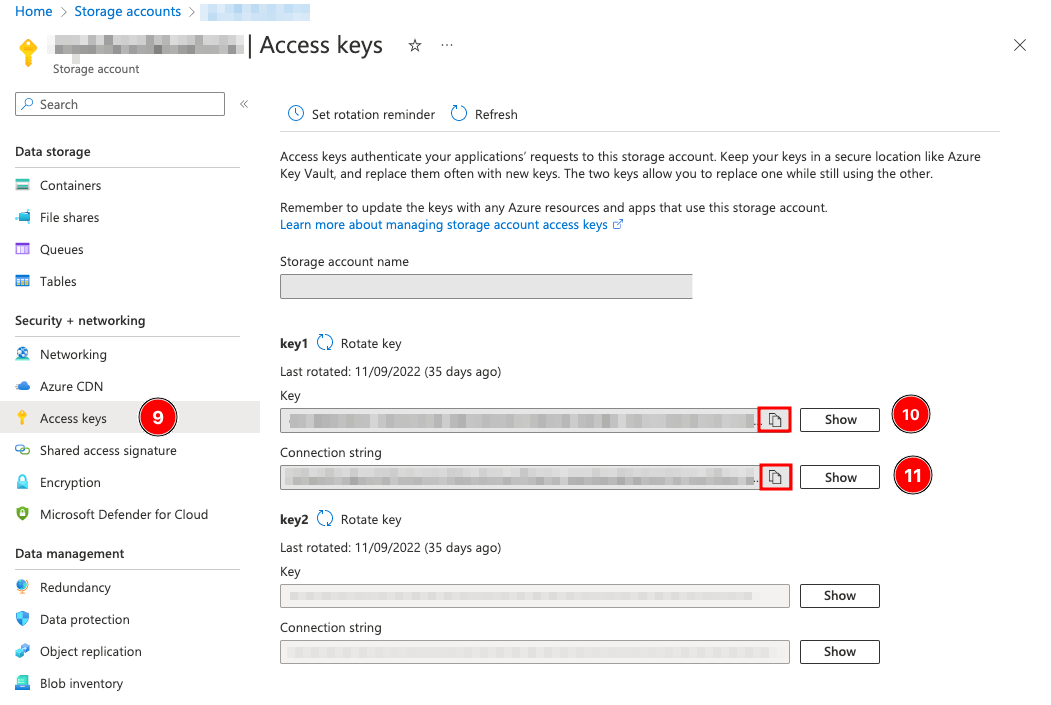 Home > Storage accounts >
| Access keys
Storage account
Search
Set rotation reminder
Refresh
Data storage
Containers
File shares
Queues
Tables
Security + networking
Networking
Azure CDN
Access keys
9
Shared access signature
Encryption
Microsoft Defender for Cloud
Data management
Redundancy
Data protection
Object replication
Blob inventory
Access keys authenticate your applications' requests to this storage account. Keep your keys in a secure location like Azure
Key Vault, and replace them often with new keys. The two keys allow you to replace one while still using the other.
Remember to update the keys with any Azure resources and apps that use this storage account.
Learn more about managing storage account access keys
Storage account name
key1 Rotate key
Last rotated: 11/09/2022 (35 days ago)
Key
Show
10
Connection string
Show
11
key2 Rotate key
Last rotated: 11/09/2022 (35 days ago)
Key
Show
Connection string
Show